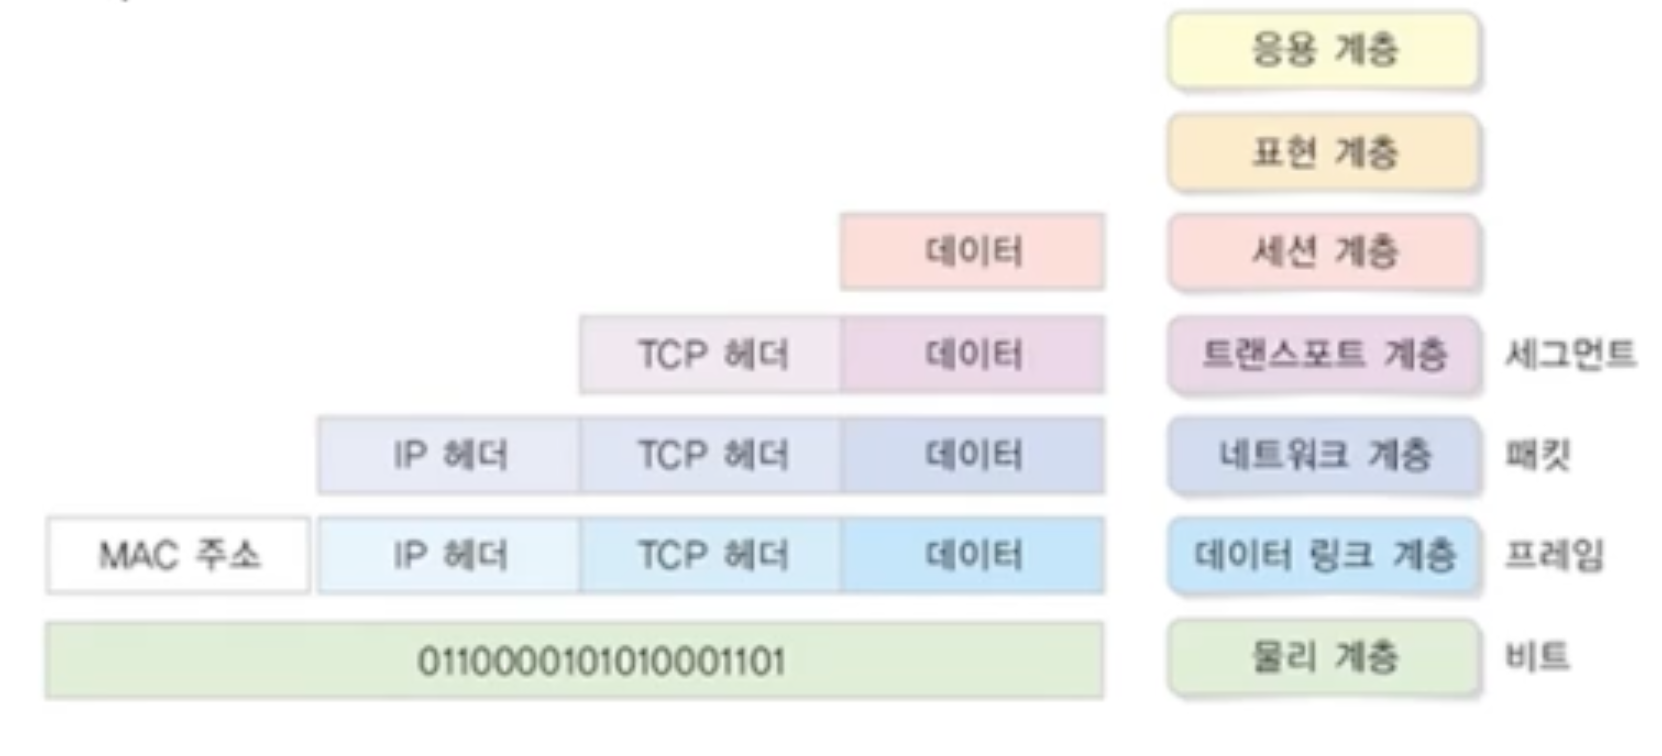 응용 계층
표현 계층
데이터 세션 계층
TCP 헤더 데이터 트랜스포트 계층 세그먼트
IP 헤더 TCP 헤더 데이터 네트워크 계층 패킷
MAC 주소 IP 헤더 TCP 헤더 데이터 데이터 링크 계층 프레임
0110000101010001101 물리 계층 비트